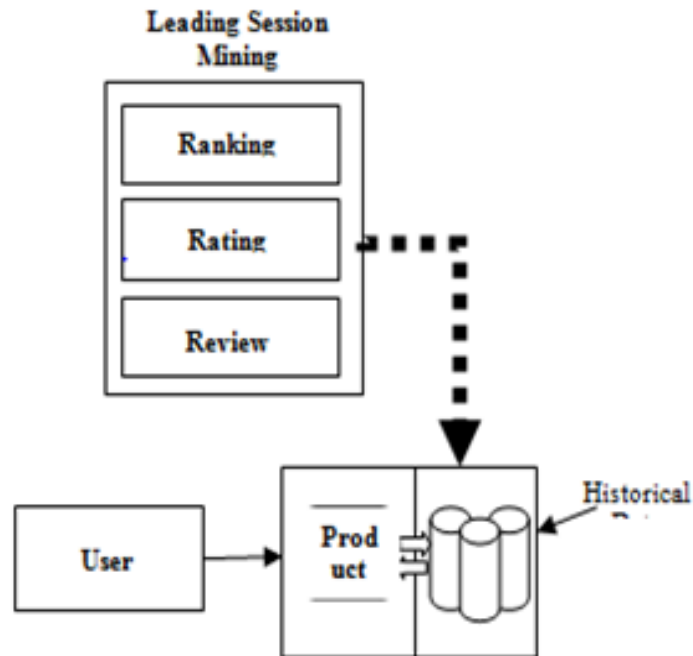 Leading Session
Mining
Ranking
Rating
Review
Historical
User
Prod
uct